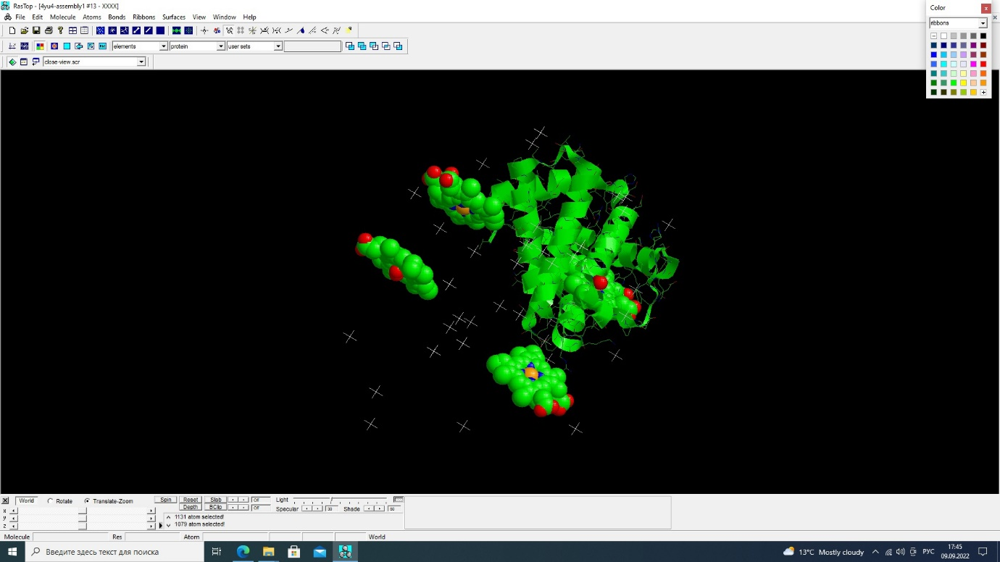 RasTop - [4yu4-assembly1 #13 - XXXX]
File Edit Molecule Atoms Bonds Ribbons Surfaces View Window Help
elements protein user sets
close-view.scr
Color x
ribbons
World Rotate Translate-Zoom Spin Reset Slab Off Light
Depth BClip Off Specular 30 Shade 50
x
y 1131 atom selected!
z 1079 atom selected!
Molecule Res Atom World
Введите здесь текст для поиска
13°C Mostly cloudy РУС
17:45
09.09.2022